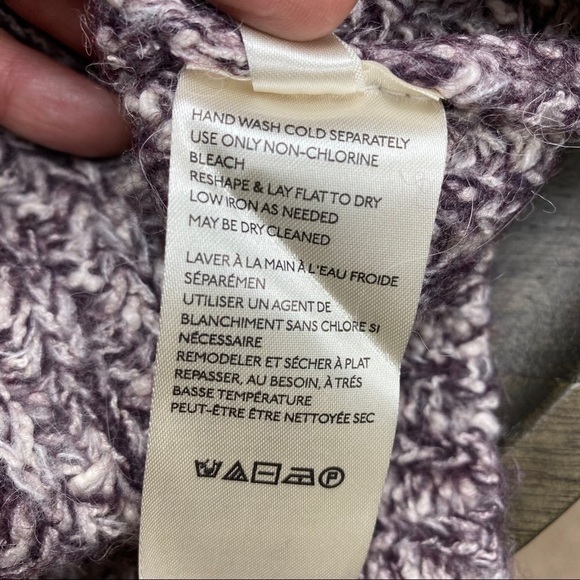 HAND WASH COLD SEPARATELY
USE ONLY NON-CHLORINE
BLEACH
RESHAPE & LAY FLAT TO DRY
LOW IRON AS NEEDED
MAY BE DRY CLEANED
LAVER À LA MAIN À L'EAU FROIDE
SÉPARÉMEN
UTILISER UN AGENT DE
BLANCHIMENT SANS CHLORE SI
NÉCESSAIRE
REMODELER ET SÉCHER À PLAT
REPASSER, AU BESOIN, À TRÉS
BASSE TEMPÉRATURE
PEUT-ÊTRE ÊTRE NETTOYÉE SEC
P